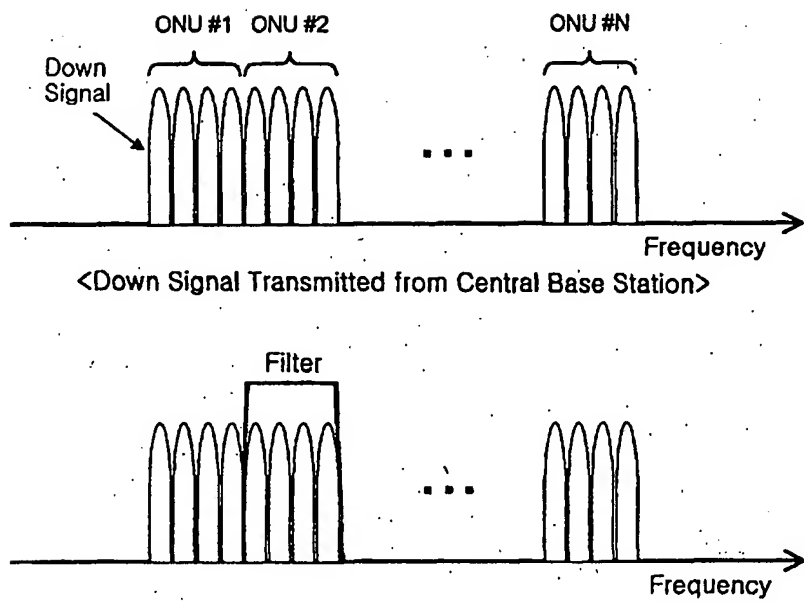 ONU #1 ONU #2 ONU #N
Down
Signal
...
Frequency
<Down Signal Transmitted from Central Base Station>
Filter
...
Frequency